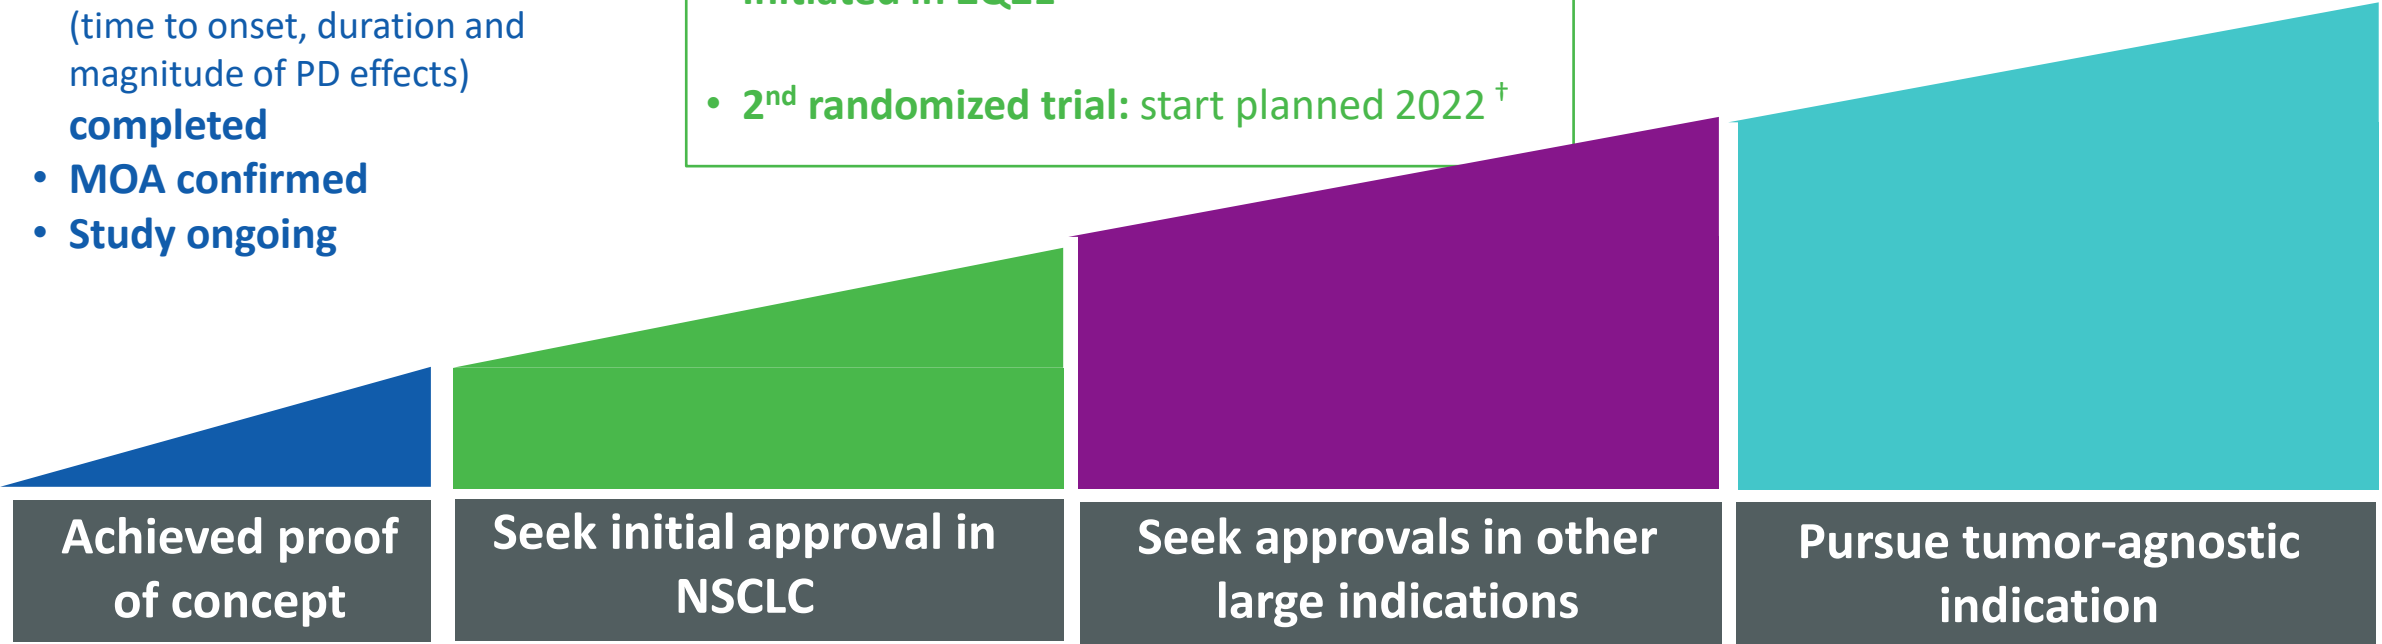 (time to onset, duration and
magnitude of PD effects)
completed
• MOA confirmed
• Study ongoing
• 2nd randomized trial: start planned 2022 †
Achieved proof
of concept
Seek initial approval in
NSCLC
Seek approvals in other
large indications
Pursue tumor-agnostic
indication